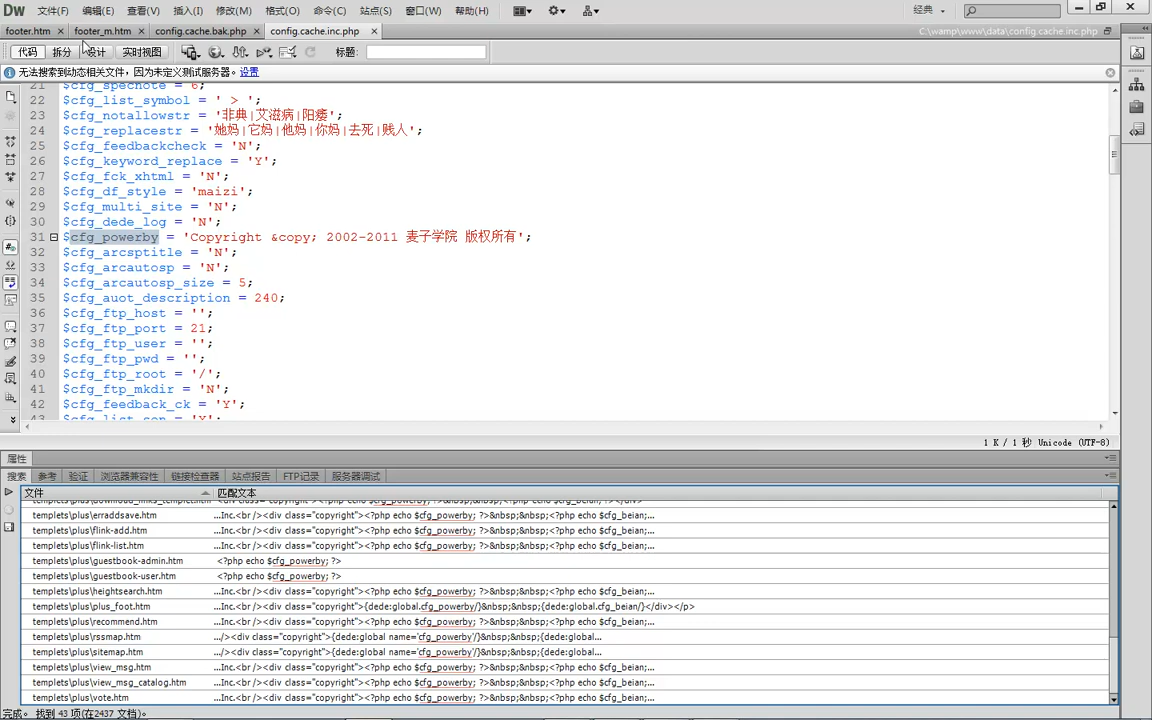 Dw 文件(F) 编辑(E) 查看(V) 插入(I) 修改(M) 格式(O) 命令(C) 站点(S) 窗口(W) 帮助(H) 经典
footer.htm × footer_m.htm × config.cache.bak.php × config.cache.inc.php × C:\wamp\www\data\config.cache.inc.php
代码 拆分 设计 实时视图 标题:
无法搜索到动态相关文件，因为未定义测试服务器。 设置
21 $cfg_specnote = 6;
22 $cfg_list_symbol = ' > ';
23 $cfg_notallowstr = '非典|艾滋病|阳痿';
24 $cfg_replacestr = '她妈|它妈|他妈|你妈|去死|贱人';
25 $cfg_feedbackcheck = 'N';
26 $cfg_keyword_replace = 'Y';
27 $cfg_fck_xhtml = 'N';
28 $cfg_df_style = 'maizi';
29 $cfg_multi_site = 'N';
30 $cfg_dede_log = 'N';
31 $cfg_powerby = 'Copyright &copy; 2002-2011 麦子学院 版权所有';
32 $cfg_arcsptitle = 'N';
33 $cfg_arcautosp = 'N';
34 $cfg_arcautosp_size = 5;
35 $cfg_auot_description = 240;
36 $cfg_ftp_host = '';
37 $cfg_ftp_port = 21;
38 $cfg_ftp_user = '';
39 $cfg_ftp_pwd = '';
40 $cfg_ftp_root = '/';
41 $cfg_ftp_mkdir = 'N';
42 $cfg_feedback_ck = 'Y';
43 $cfg_list_son = 'Y';
1 K / 1 秒 Unicode (UTF-8)
属性
搜索 参考 验证 浏览器兼容性 链接检查器 站点报告 FTP记录 服务器调试
文件 匹配文本
templets\plus\erraddsave.htm ...Inc.<br /><div class="copyright"><?php echo $cfg_powerby; ?>&nbsp;&nbsp;<?php echo $cfg_beian;...
templets\plus\flink-add.htm ...Inc.<br /><div class="copyright"><?php echo $cfg_powerby; ?>&nbsp;&nbsp;<?php echo $cfg_beian;...
templets\plus\flink-list.htm ...Inc.<br /><div class="copyright"><?php echo $cfg_powerby; ?>&nbsp;&nbsp;<?php echo $cfg_beian;...
templets\plus\guestbook-admin.htm <?php echo $cfg_powerby; ?>
templets\plus\guestbook-user.htm <?php echo $cfg_powerby; ?>
templets\plus\heightsearch.htm ...Inc.<br /><div class="copyright"><?php echo $cfg_powerby; ?>&nbsp;&nbsp;<?php echo $cfg_beian;...
templets\plus\plus_foot.htm ...Inc.<br /><div class="copyright">{dede:global.cfg_powerby/}&nbsp;&nbsp;{dede:global.cfg_beian/}</div></p>
templets\plus\recommend.htm ...Inc.<br /><div class="copyright"><?php echo $cfg_powerby; ?>&nbsp;&nbsp;<?php echo $cfg_beian;...
templets\plus\rssmap.htm .../><div class="copyright">{dede:global name='cfg_powerby'/}&nbsp;&nbsp;{dede:global...
templets\plus\sitemap.htm .../><div class="copyright">{dede:global name='cfg_powerby'/}&nbsp;&nbsp;{dede:global...
templets\plus\view_msg.htm ...Inc.<br /><div class="copyright"><?php echo $cfg_powerby; ?>&nbsp;&nbsp;<?php echo $cfg_beian;...
templets\plus\view_msg_catalog.htm ...Inc.<br /><div class="copyright"><?php echo $cfg_powerby; ?>&nbsp;&nbsp;<?php echo $cfg_beian;...
templets\plus\vote.htm ...Inc.<br /><div class="copyright"><?php echo $cfg_powerby; ?>&nbsp;&nbsp;<?php echo $cfg_beian;...
完成。 找到 43 项(在2437 文档)。